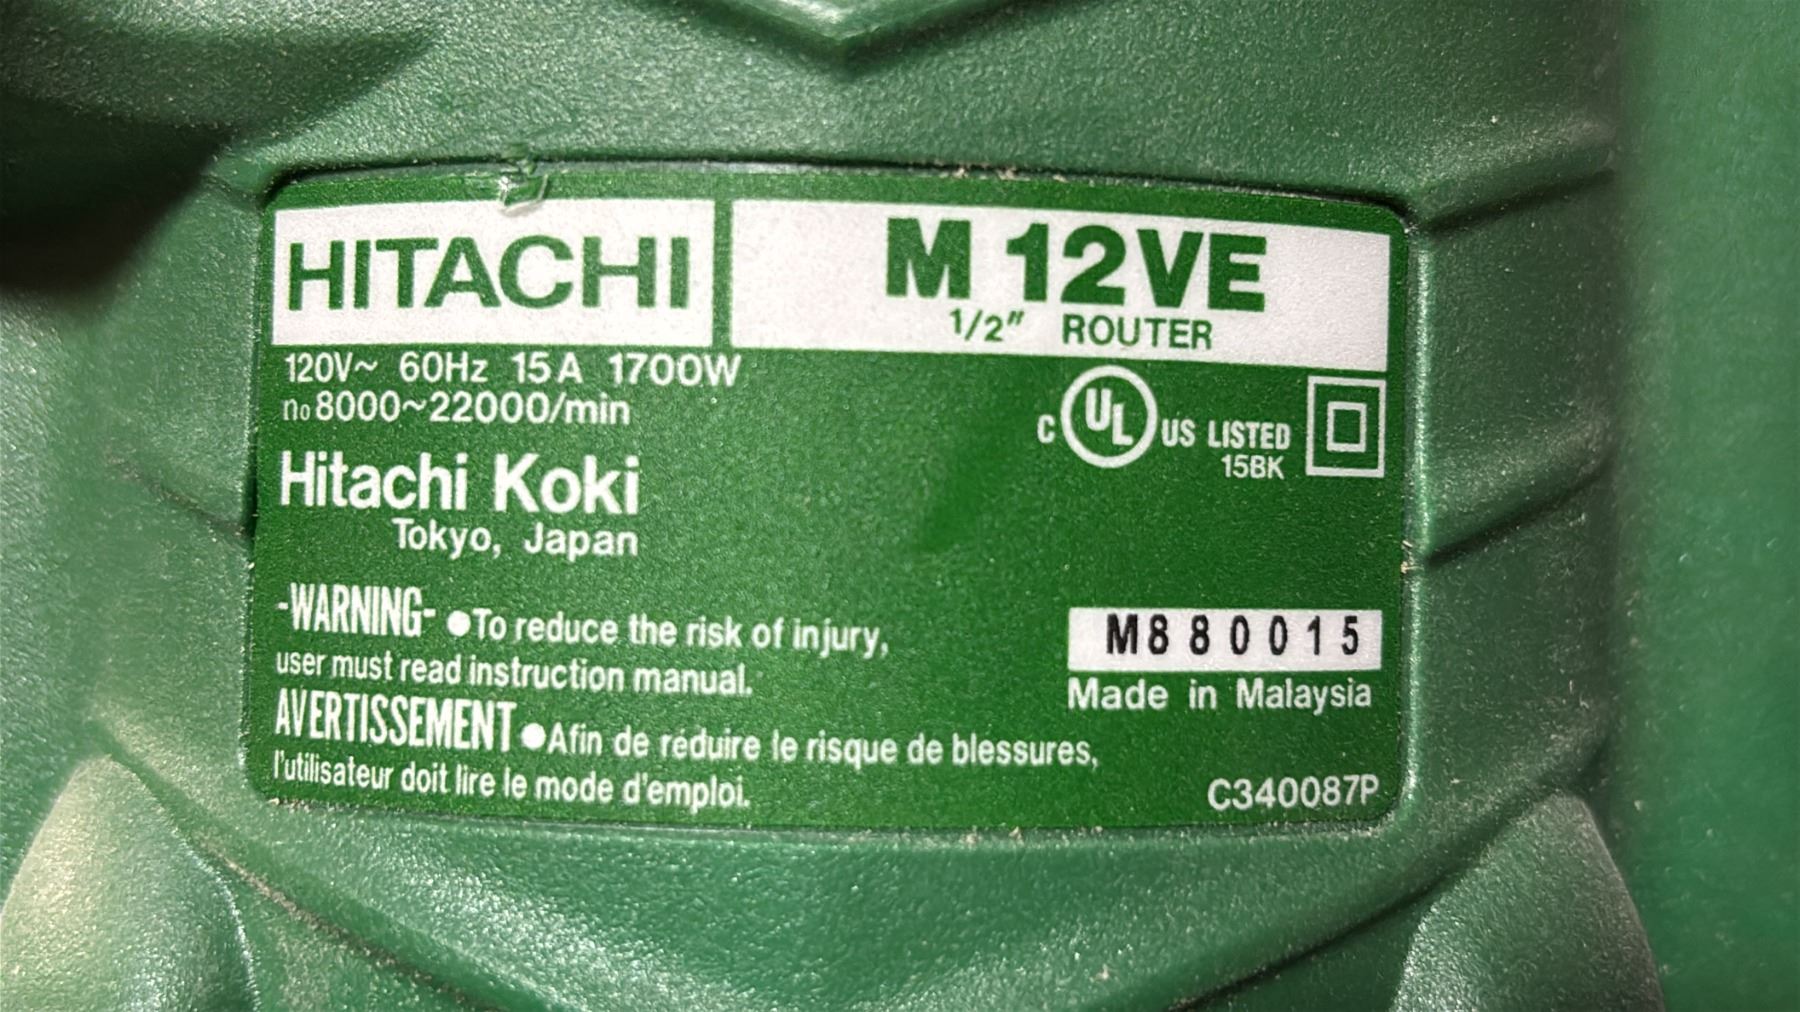 HITACHI
M 12VE
1/2" ROUTER
120V~ 60Hz 15A 1700W
no 8000~22000/min
C UL US LISTED
15BK
Hitachi Koki
Tokyo, Japan
-WARNING- ●To reduce the risk of injury,
user must read instruction manual.
AVERTISSEMENT ●Afin de réduire le risque de blessures,
l'utilisateur doit lire le mode d'emploi.
M880015
Made in Malaysia
C340087P